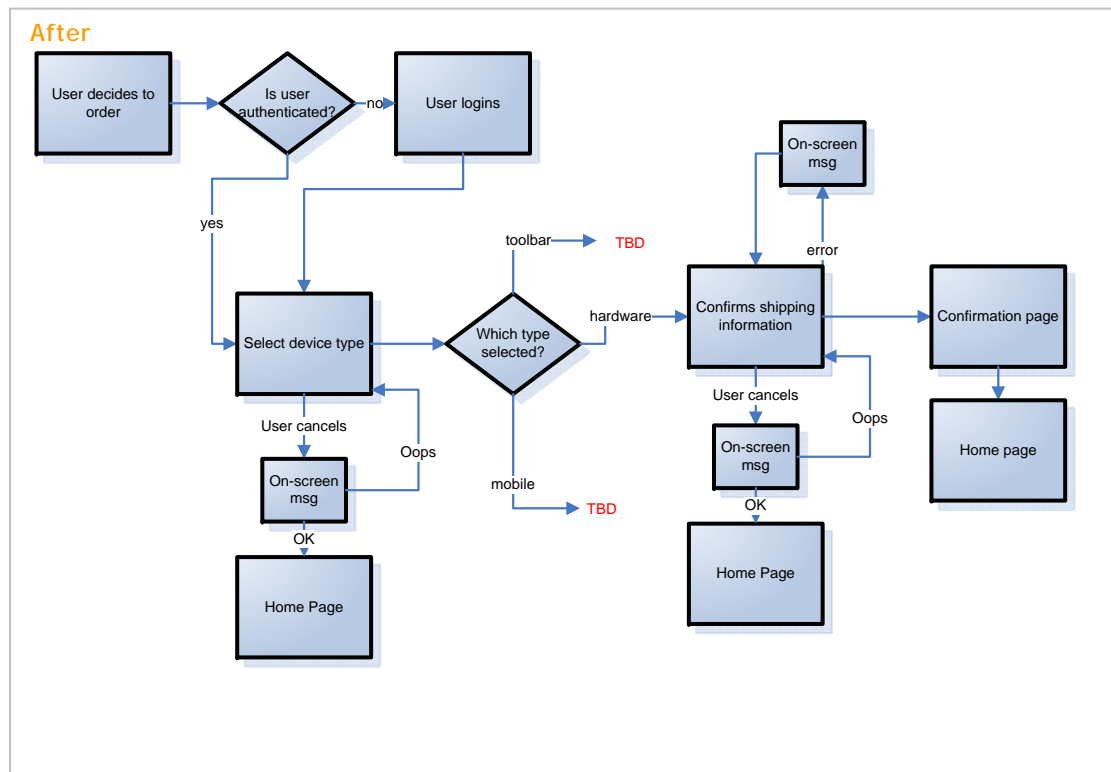 After
User decides to
order
Is user
authenticated?
no
User logins
yes
On-screen
msg
error
toolbar
TBD
Select device type
Which type
selected?
hardware
Confirms shipping
information
Confirmation page
User cancels
Oops
On-screen
msg
OK
Home Page
mobile
TBD
User cancels
Oops
On-screen
msg
OK
Home Page
Home page